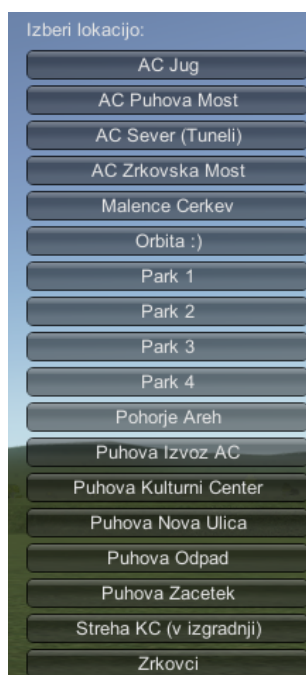 Izberi lokacijo:
AC Jug
AC Puhova Most
AC Sever (Tuneli)
AC Zrkovska Most
Malence Cerkev
Orbita :)
Park 1
Park 2
Park 3
Park 4
Pohorje Areh
Puhova Izvoz AC
Puhova Kulturni Center
Puhova Nova Ulica
Puhova Odpad
Puhova Zacetek
Streha KC (v izgradnji)
Zrkovci